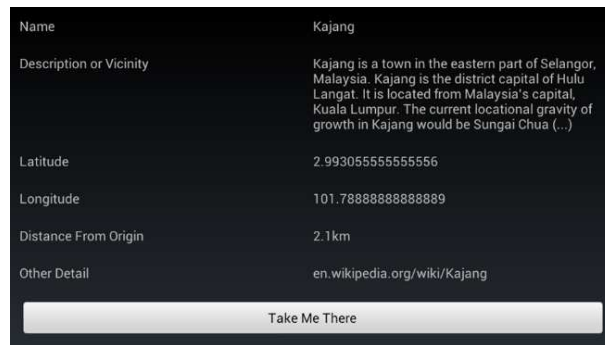 Name Kajang
Description or Vicinity Kajang is a town in the eastern part of Selangor,
Malaysia. Kajang is the district capital of Hulu
Langat. It is located from Malaysia's capital,
Kuala Lumpur. The current locational gravity of
growth in Kajang would be Sungai Chua (...)
Latitude 2.993055555555556
Longitude 101.78888888888889
Distance From Origin 2.1km
Other Detail en.wikipedia.org/wiki/Kajang
Take Me There